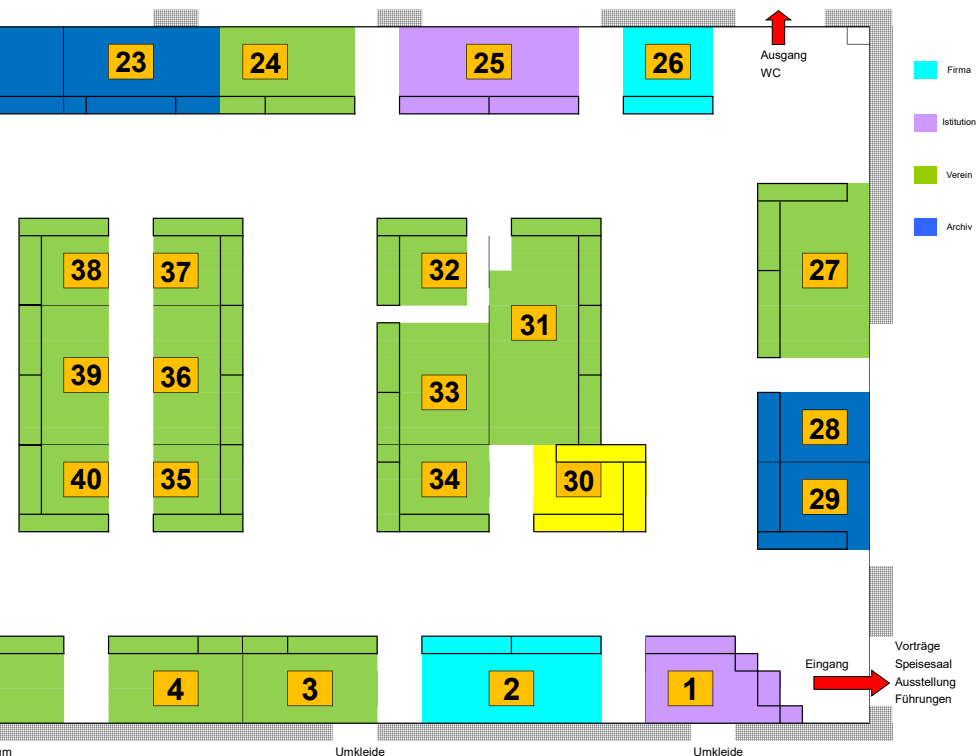 23
24
25
26
Ausgang
WC
Firma
Istitution
Verein
Archiv
38
37
32
27
31
39
36
33
28
40
35
34
30
29
4
3
2
1
Eingang
Vorträge
Speisesaal
Ausstellung
Führungen
Umkleide
Umkleide